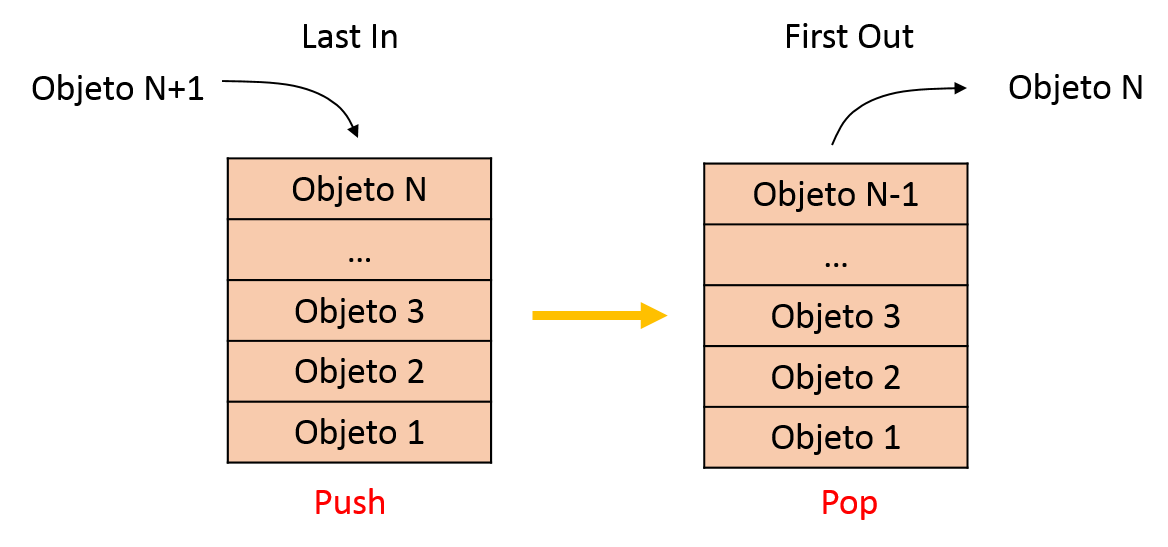 Last In
First Out
Objeto N+1
Objeto N
Objeto N
...
Objeto 3
Objeto 2
Objeto 1
Push
Objeto N-1
...
Objeto 3
Objeto 2
Objeto 1
Pop